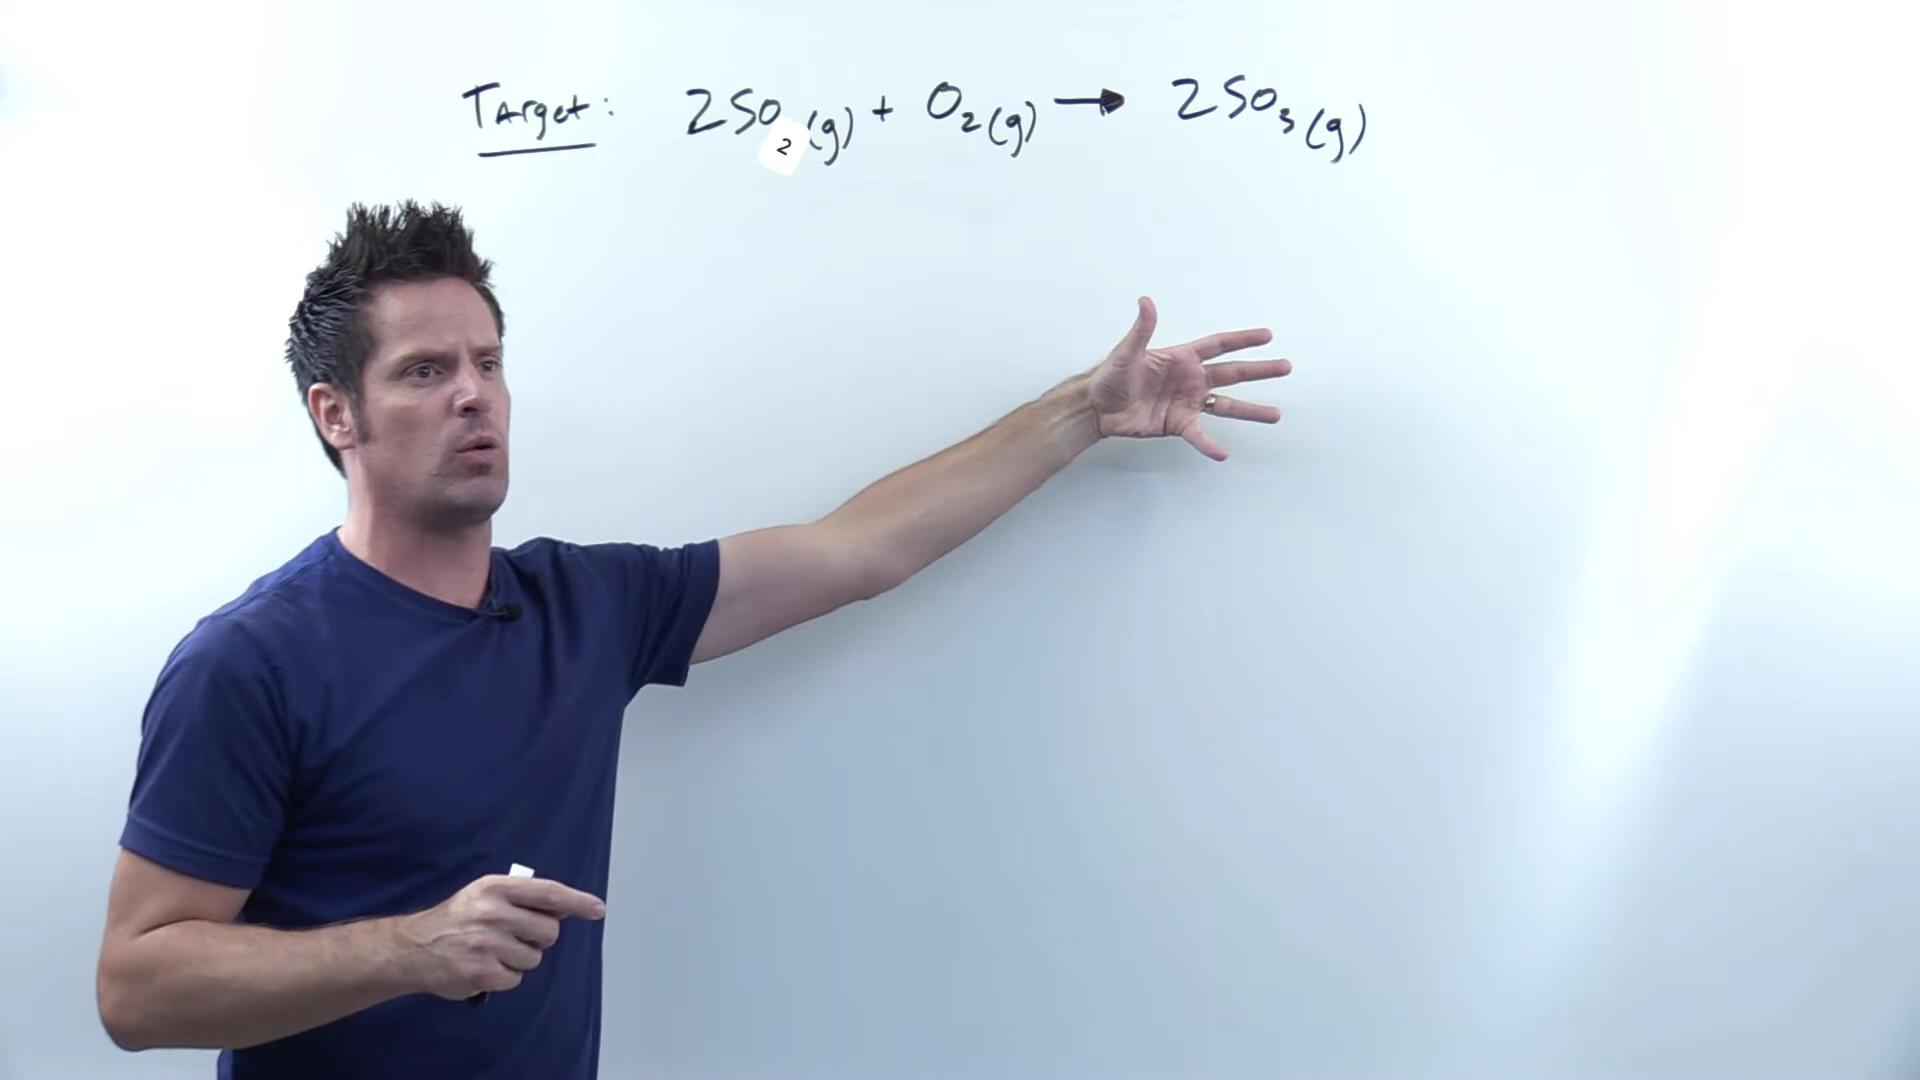 Target: 2SO₂(g) + O₂(g) → 2SO₃(g)